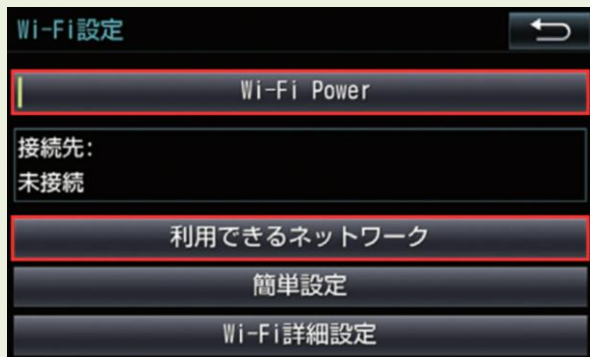 Wi-Fi設定
Wi-Fi Power
接続先:
未接続
利用できるネットワーク
簡単設定
Wi-Fi詳細設定